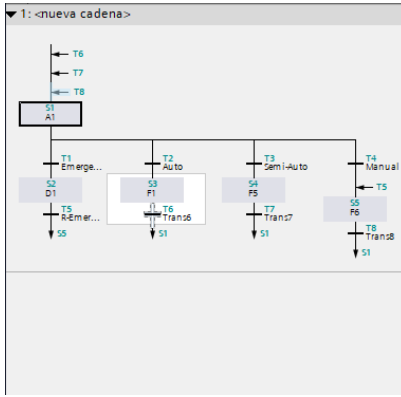 1: <nueva cadena>
T6
T7
T8
S1
A1
T1
Emerge...
T2
Auto
T3
Semi-Auto
T4
Manual
S2
D1
S3
F1
S4
F5
T5
S5
F6
T5
R-Emer...
T6
Trans6
T7
Trans7
T8
Trans8
S5
S1
S1
S1